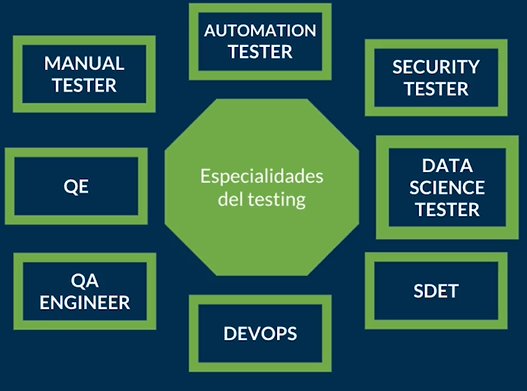 AUTOMATION
TESTER
MANUAL
TESTER
SECURITY
TESTER
Especialidades
del testing
QE
DATA
SCIENCE
TESTER
QA
ENGINEER
SDET
DEVOPS